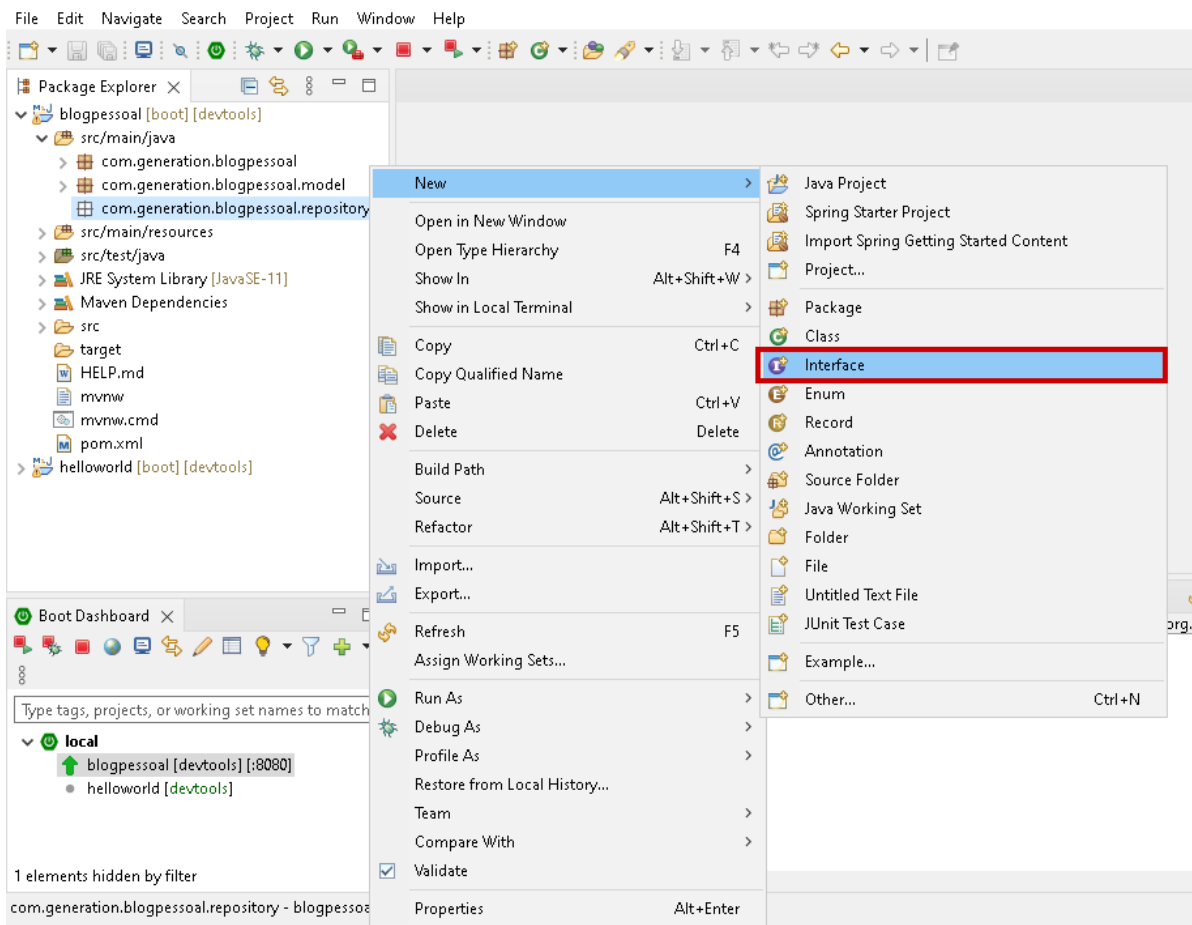 File Edit Navigate Search Project Run Window Help
Package Explorer
blogpessoal [boot] [devtools]
src/main/java
com.generation.blogpessoal
com.generation.blogpessoal.model
com.generation.blogpessoal.repository
src/main/resources
src/test/java
JRE System Library [JavaSE-11]
Maven Dependencies
src
target
HELP.md
mvnw
mvnw.cmd
pom.xml
helloworld [boot] [devtools]
Boot Dashboard
Type tags, projects, or working set names to match
local
blogpessoal [devtools] [:8080]
helloworld [devtools]
1 elements hidden by filter
com.generation.blogpessoal.repository - blogpessoa
New
Open in New Window
Open Type Hierarchy F4
Show In Alt+Shift+W
Show in Local Terminal
Copy Ctrl+C
Copy Qualified Name
Paste Ctrl+V
Delete Delete
Build Path
Source Alt+Shift+S
Refactor Alt+Shift+T
Import...
Export...
Refresh F5
Assign Working Sets...
Run As
Debug As
Profile As
Restore from Local History...
Team
Compare With
Validate
Properties Alt+Enter
Java Project
Spring Starter Project
Import Spring Getting Started Content
Project...
Package
Class
Interface
Enum
Record
Annotation
Source Folder
Java Working Set
Folder
File
Untitled Text File
JUnit Test Case
Example...
Other... Ctrl+N
org.